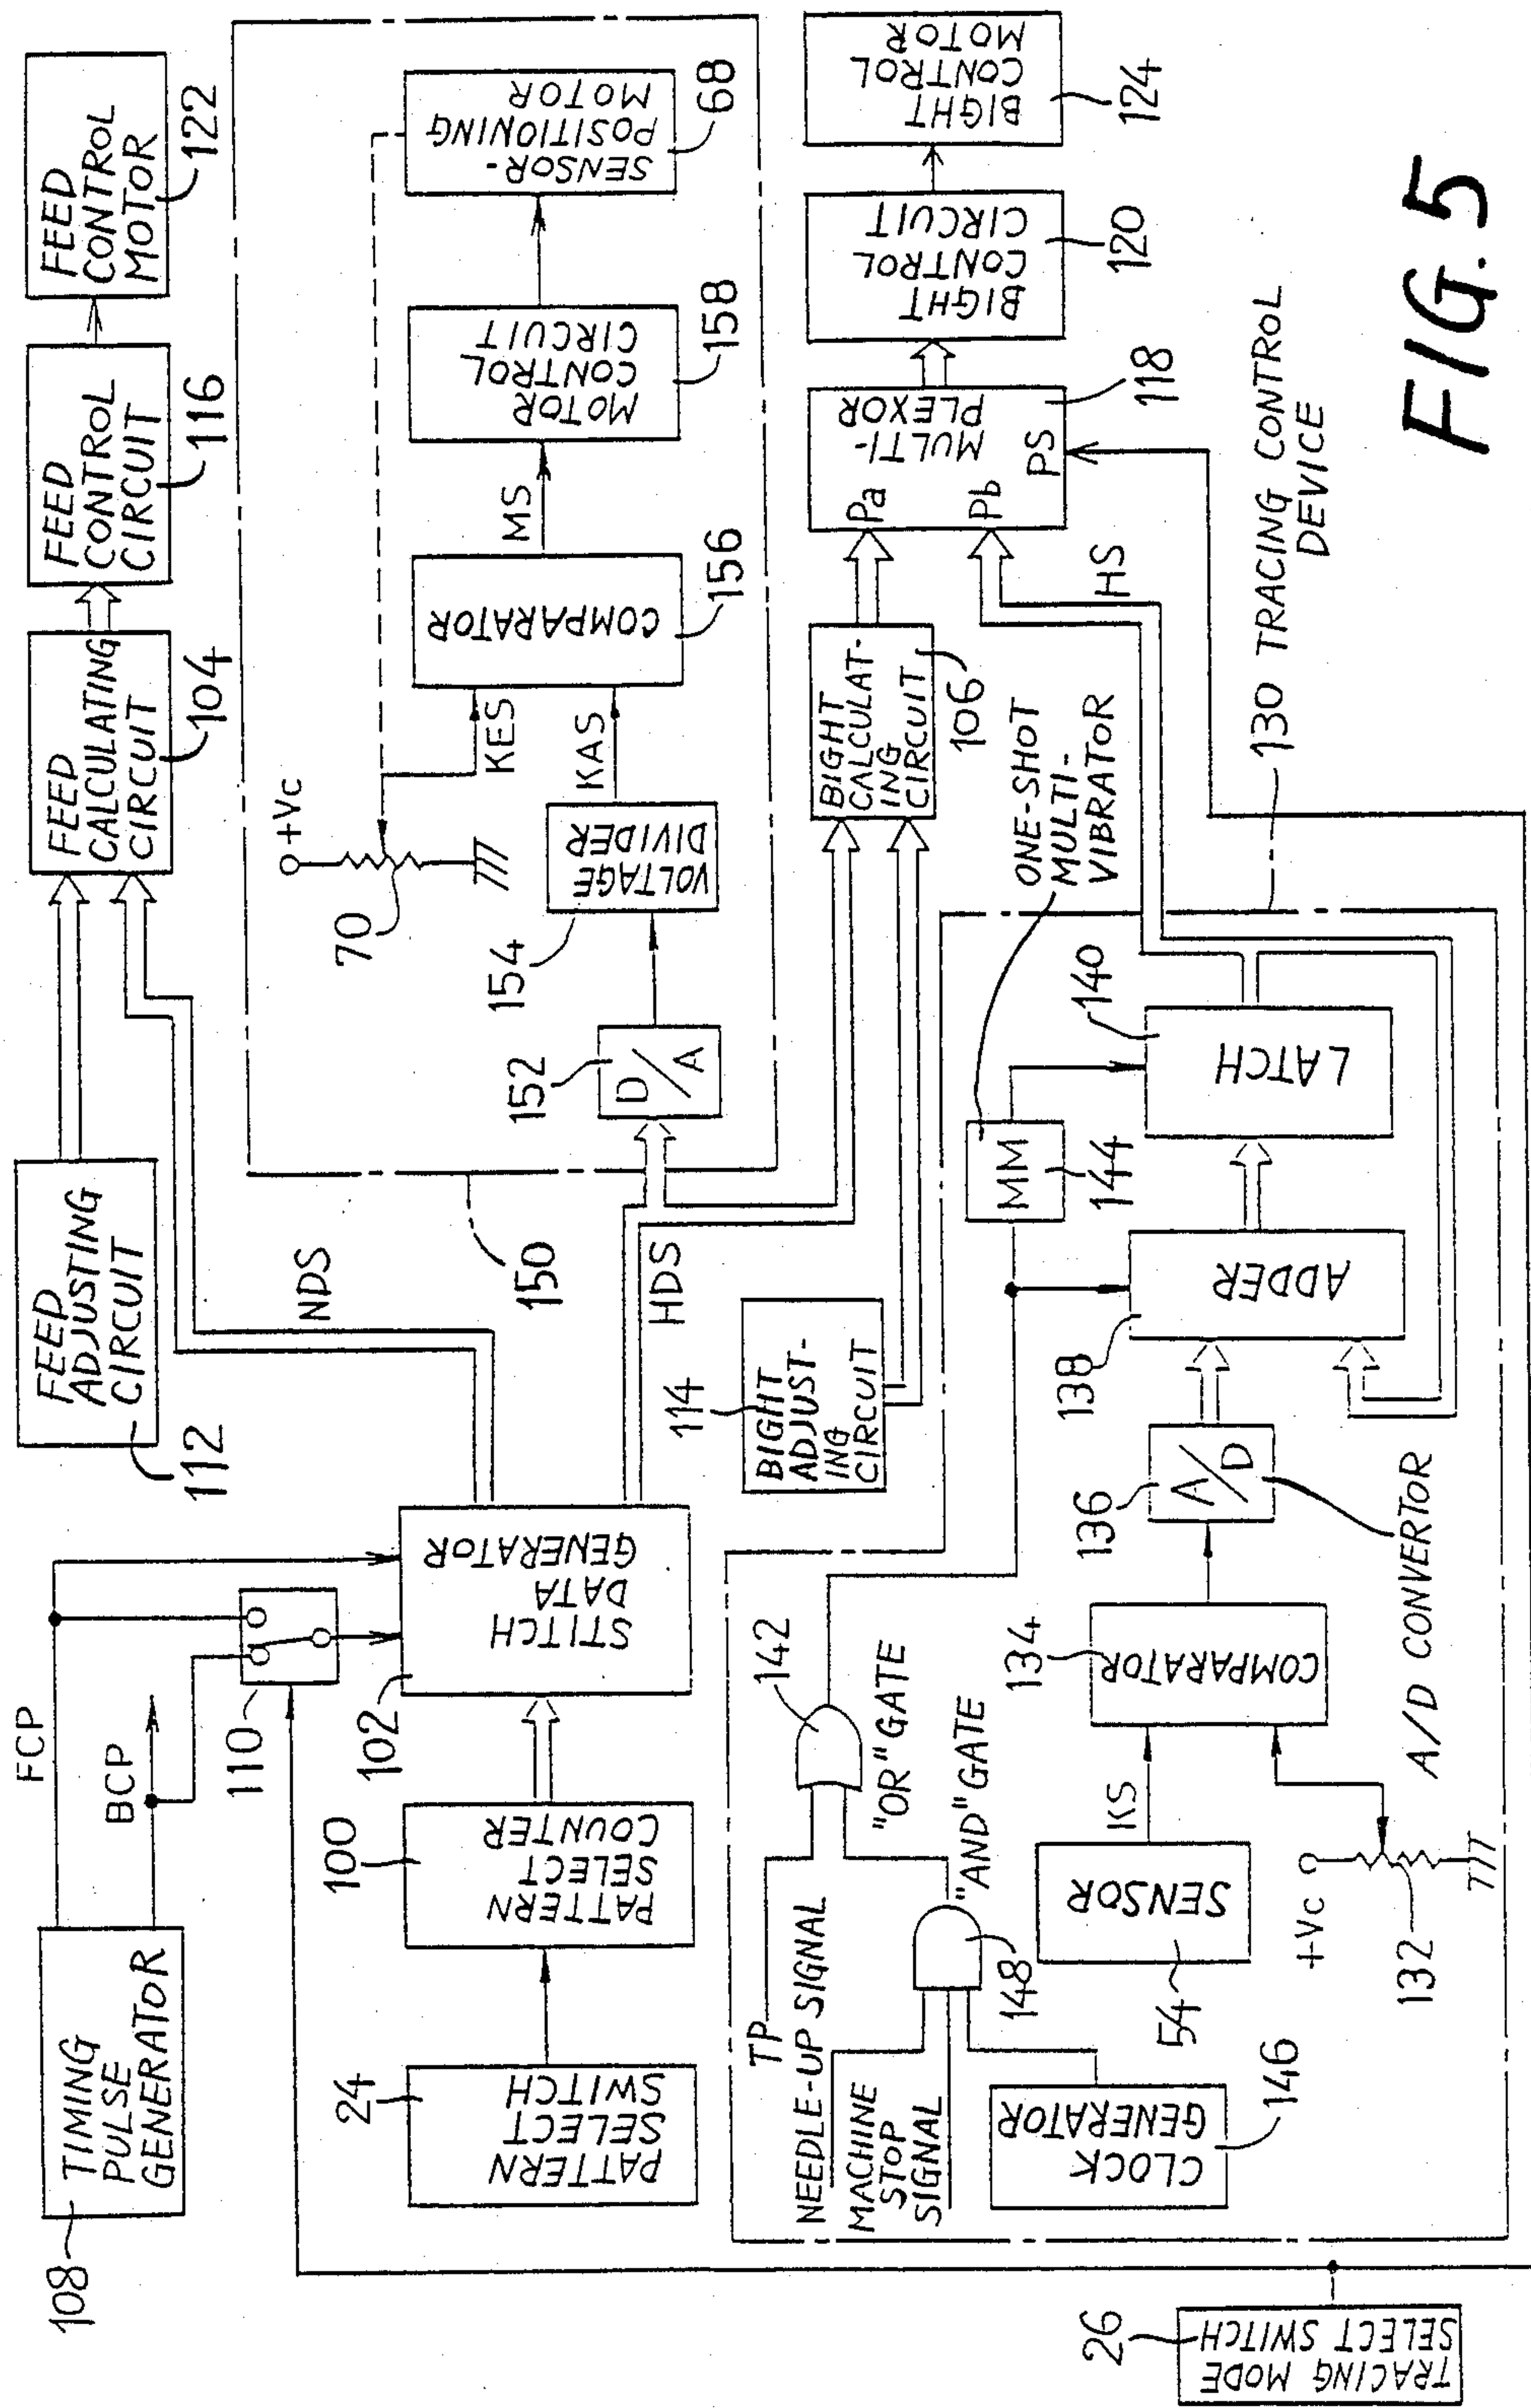 108
TIMING
PULSE
GENERATOR
FCP
BCP
110
112
FEED
ADJUSTING
CIRCUIT
FEED
CALCULATING
CIRCUIT
104
FEED
CONTROL
CIRCUIT
116
FEED
CONTROL
MOTOR
122
24
PATTERN
SELECT
SWITCH
100
PATTERN
SELECT
COUNTER
102
STITCH
DATA
GENERATOR
NDS
HDS
150
152
D/A
154
VOLTAGE
DIVIDER
70
+Vc
KES
KAS
COMPARATOR
156
MS
MOTOR
CONTROL
CIRCUIT
158
SENSOR-
POSITIONING
MOTOR
68
114
BIGHT
ADJUST-
ING
CIRCUIT
BIGHT
CALCULAT-
ING
CIRCUIT
106
Pa
Pb
PS
MULTI-
PLEXOR
118
HS
BIGHT
CONTROL
CIRCUIT
120
BIGHT
CONTROL
MOTOR
124
TP
NEEDLE-UP SIGNAL
MACHINE
STOP
SIGNAL
CLOCK
GENERATOR
146
148
"AND"GATE
142
"OR"GATE
54
SENSOR
KS
+Vc
132
134
COMPARATOR
136
A/D
A/D CONVERTOR
138
ADDER
MM
144
ONE-SHOT
MULTI-
VIBRATOR
140
LATCH
130 TRACING CONTROL
DEVICE
26
TRACING MODE
SELECT SWITCH
FIG. 5